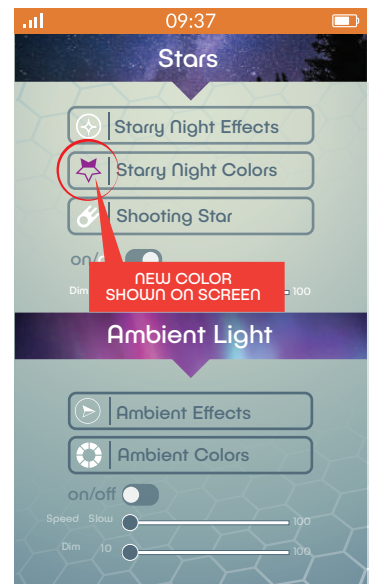 09:37
Stars
Starry Night Effects
Starry Night Colors
Shooting Star
on/
NEW COLOR
SHOWN ON SCREEN
Dim 100
Ambient Light
Ambient Effects
Ambient Colors
on/off
Speed Slow 100
Dim 10 100